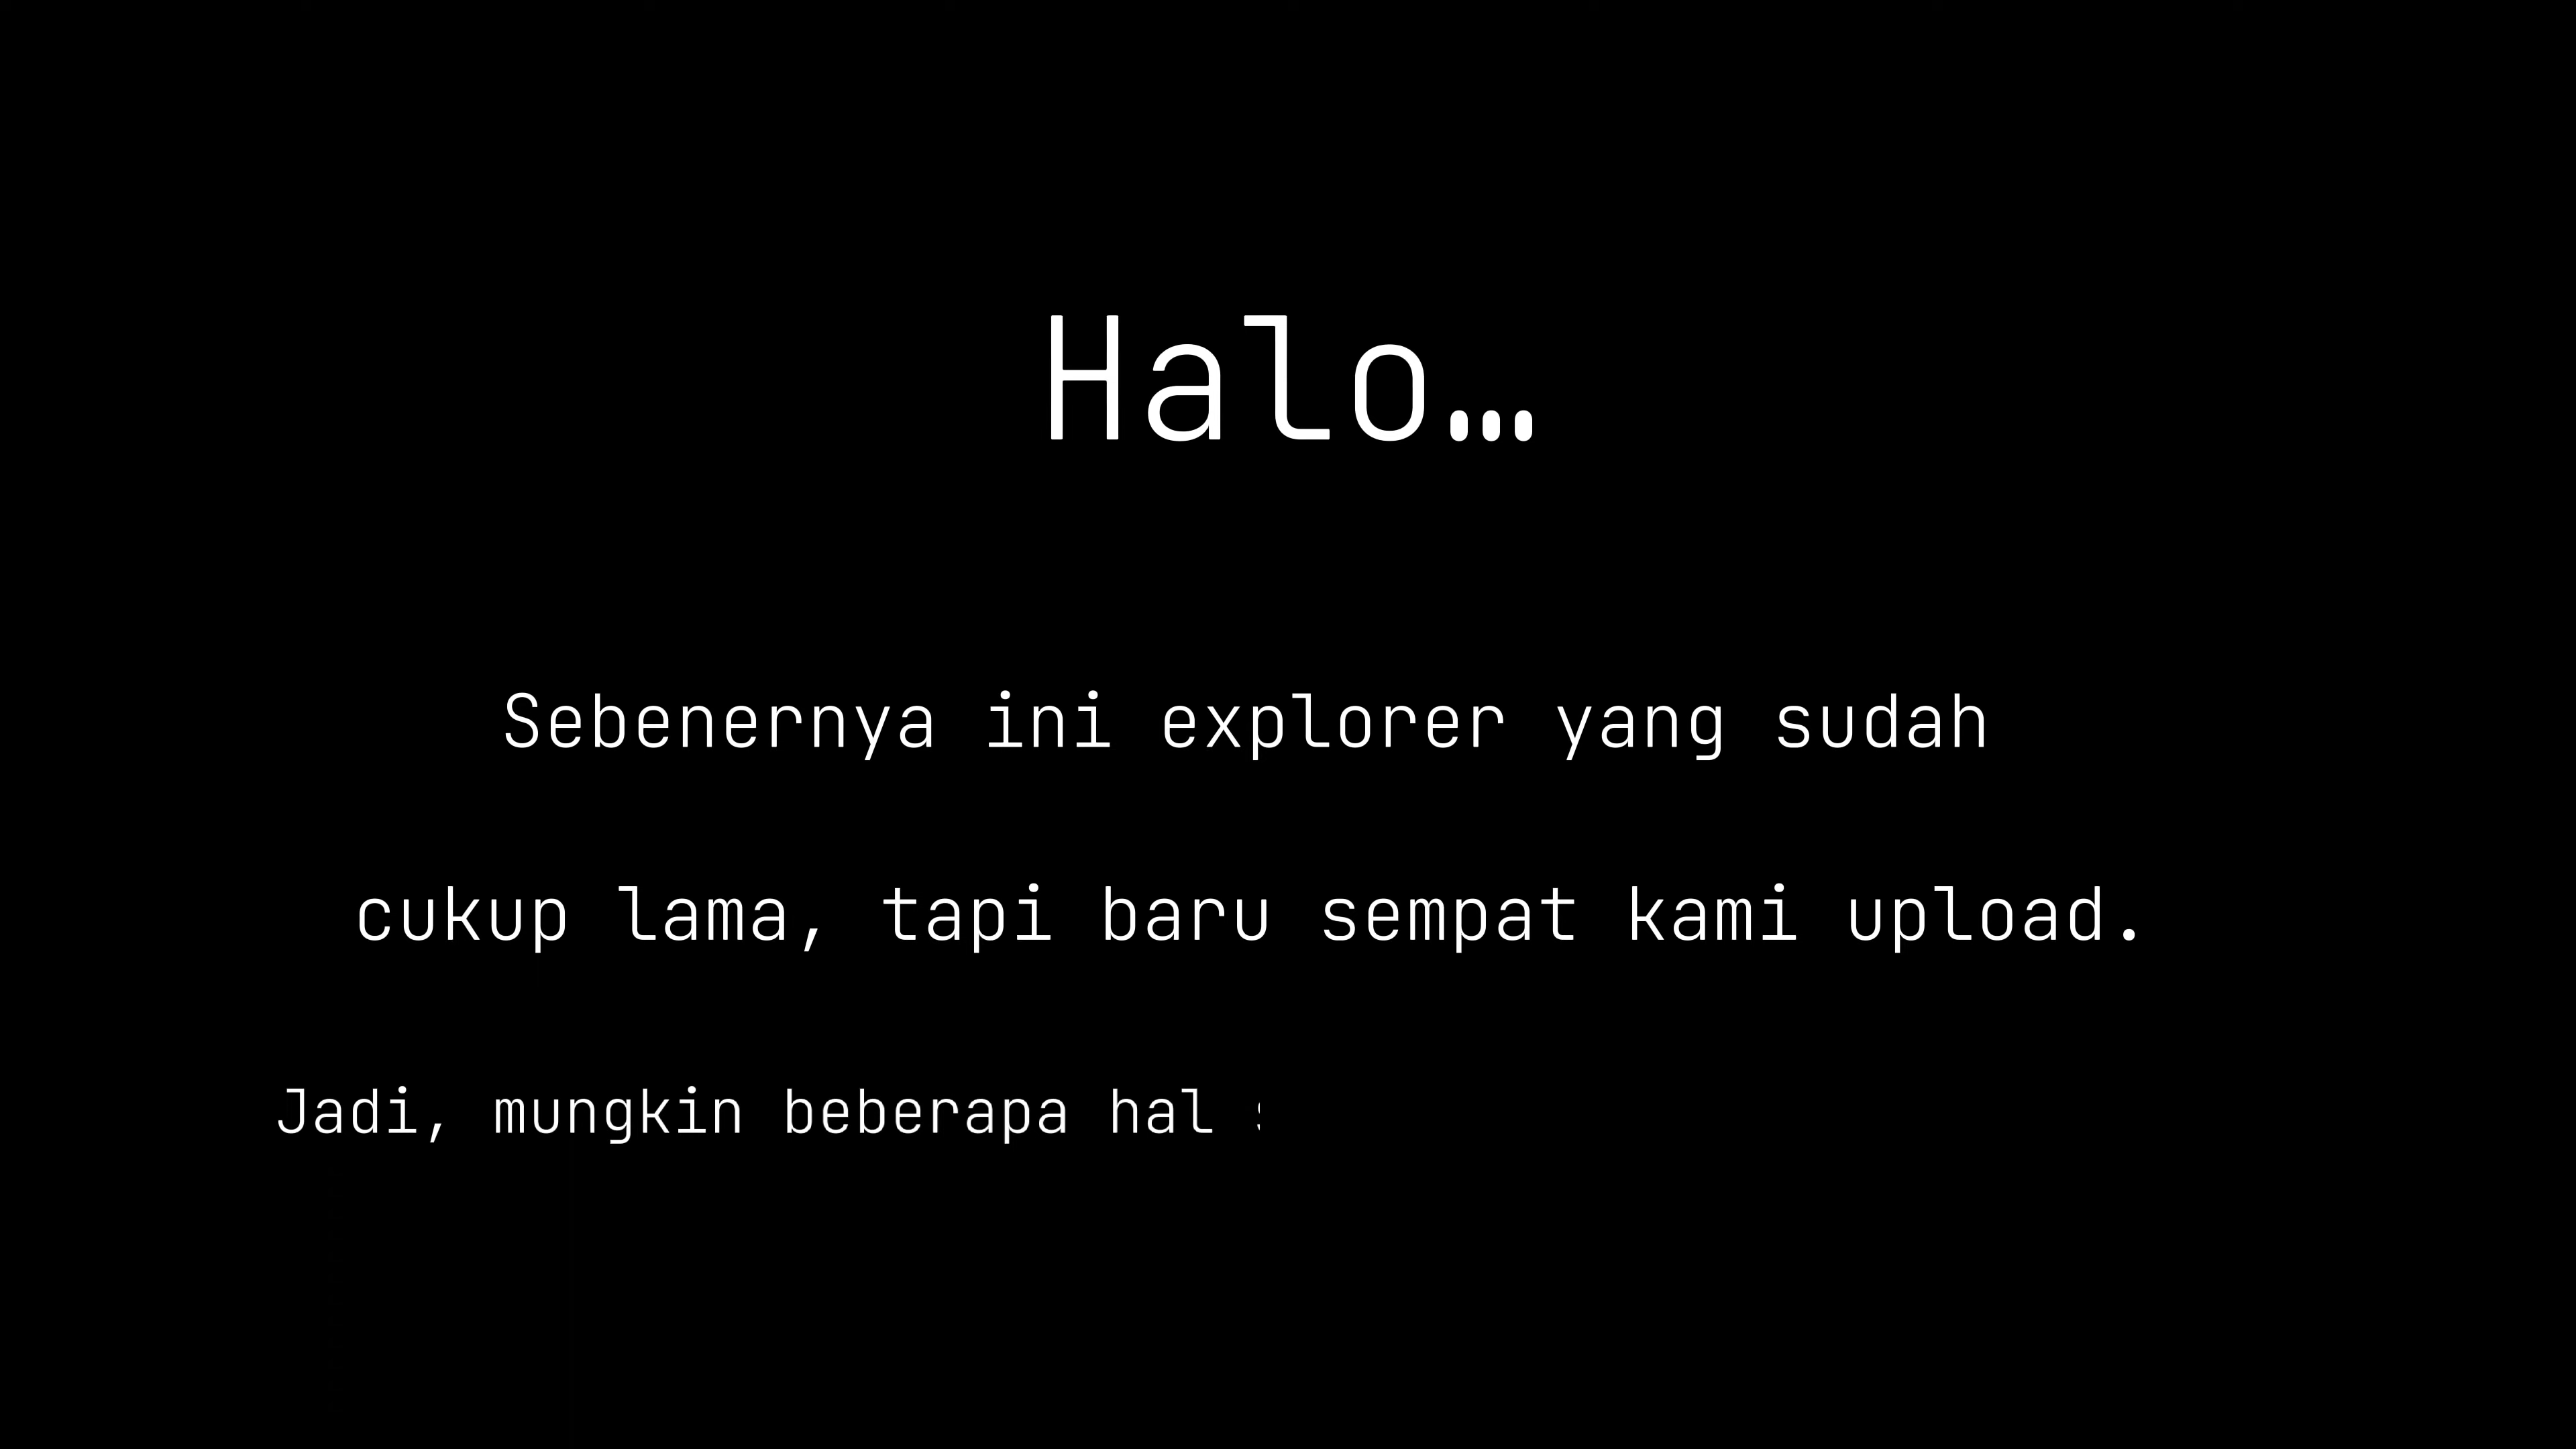 Halo…
Sebenernya ini explorer yang sudah
cukup lama, tapi baru sempat kami upload.
Jadi, mungkin beberapa hal